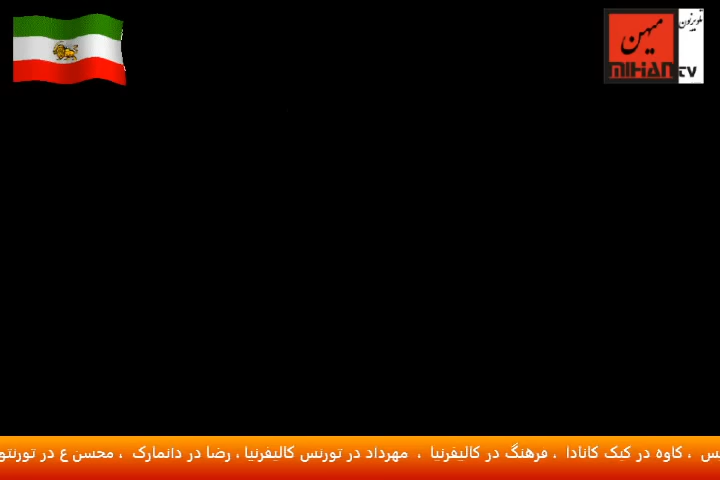 تلویزیون
میهن
MIHAN TV
نس ، کاوه در کبک کانادا ، فرهنگ در کالیفرنیا ، مهرداد در تورنس کالیفرنیا ، رضا در دانمارک ، محسن ع در تورنتو